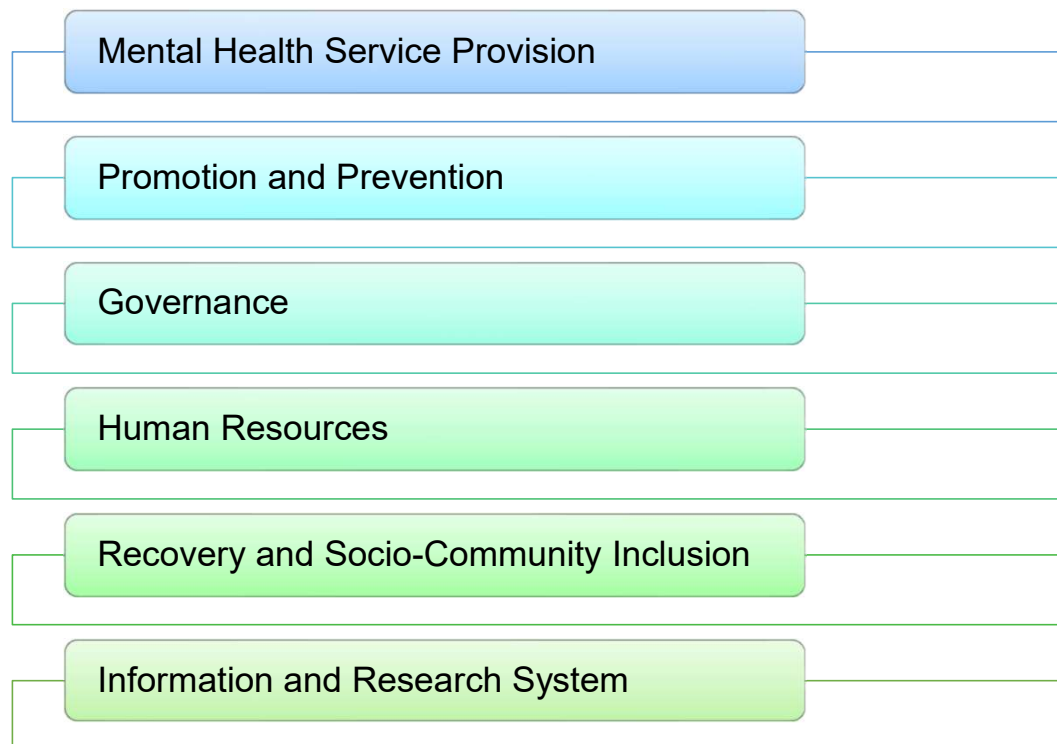 Mental Health Service Provision
Promotion and Prevention
Governance
Human Resources
Recovery and Socio-Community Inclusion
Information and Research System